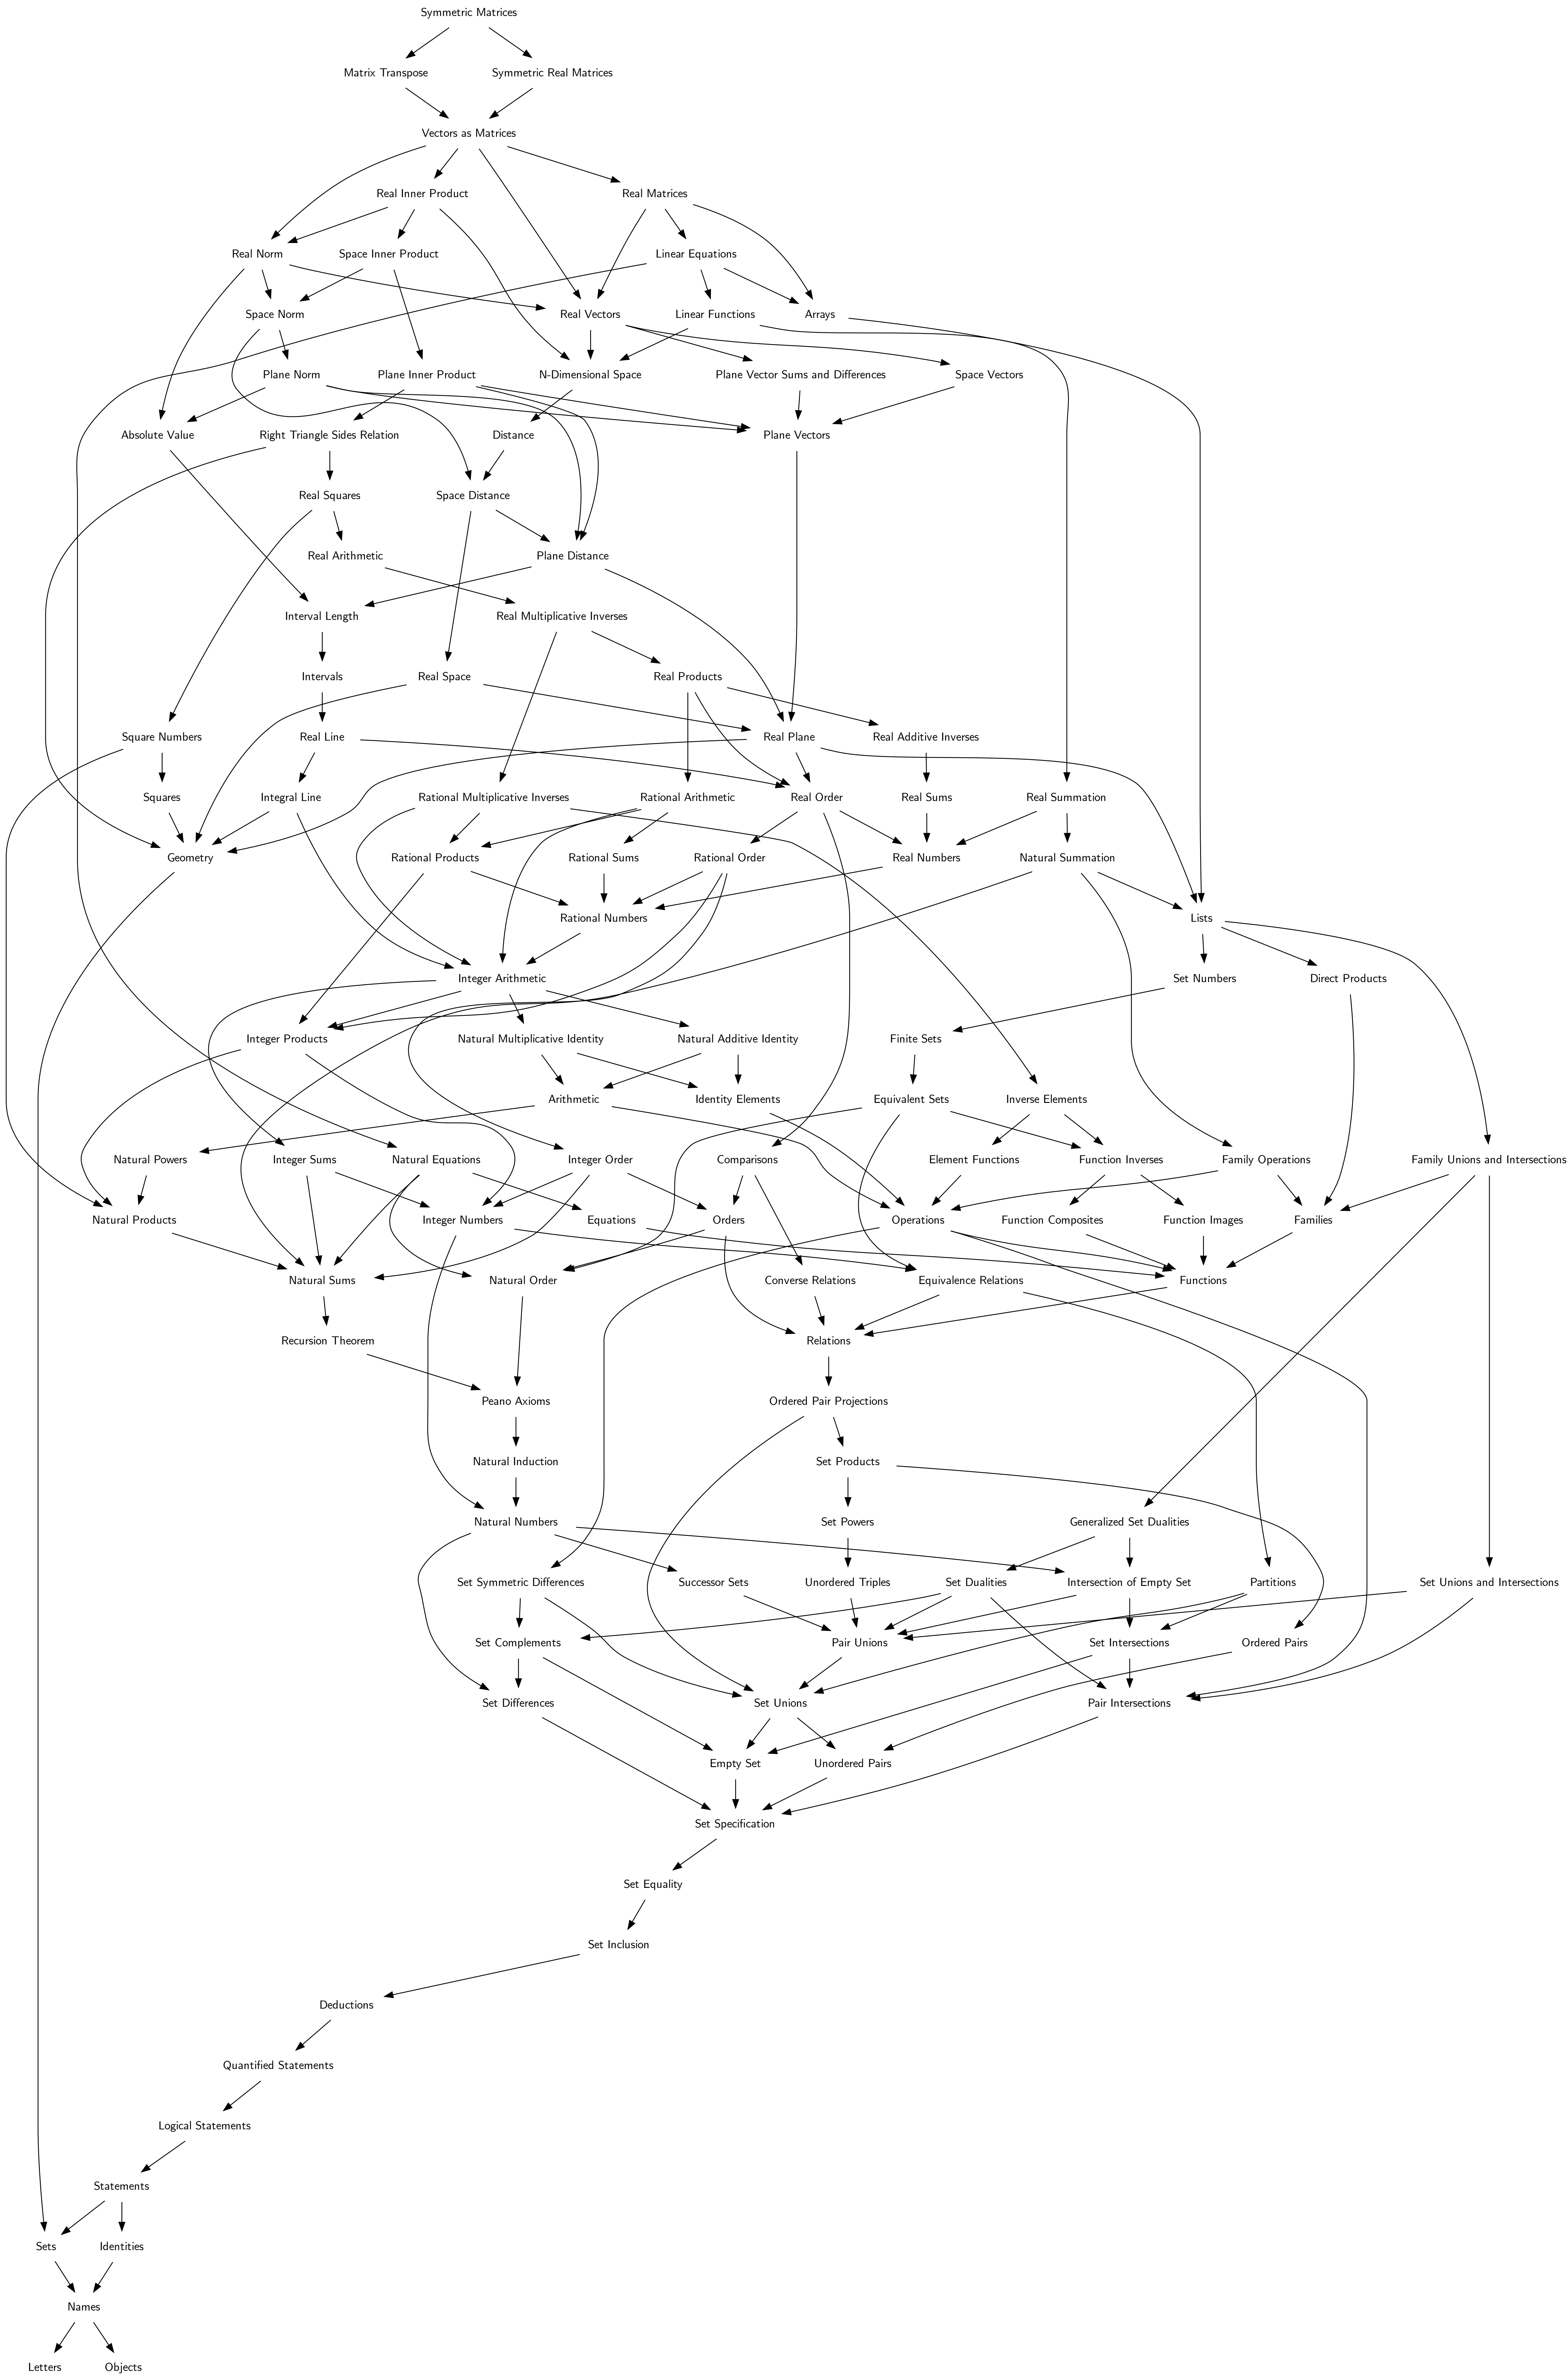 Symmetric Matrices
Matrix Transpose
Symmetric Real Matrices
Vectors as Matrices
Real Inner Product
Real Matrices
Real Norm
Space Inner Product
Linear Equations
Space Norm
Real Vectors
Linear Functions
Arrays
Plane Norm
Plane Inner Product
N-Dimensional Space
Plane Vector Sums and Differences
Space Vectors
Absolute Value
Right Triangle Sides Relation
Distance
Plane Vectors
Real Squares
Space Distance
Real Arithmetic
Plane Distance
Interval Length
Real Multiplicative Inverses
Intervals
Real Space
Real Products
Square Numbers
Real Line
Real Plane
Real Additive Inverses
Squares
Integral Line
Rational Multiplicative Inverses
Rational Arithmetic
Real Order
Real Sums
Real Summation
Geometry
Rational Products
Rational Sums
Rational Order
Real Numbers
Natural Summation
Rational Numbers
Lists
Integer Arithmetic
Set Numbers
Direct Products
Integer Products
Natural Multiplicative Identity
Natural Additive Identity
Finite Sets
Arithmetic
Identity Elements
Equivalent Sets
Inverse Elements
Natural Powers
Integer Sums
Natural Equations
Integer Order
Comparisons
Element Functions
Function Inverses
Family Operations
Family Unions and Intersections
Natural Products
Integer Numbers
Equations
Orders
Operations
Function Composites
Function Images
Families
Natural Sums
Natural Order
Converse Relations
Equivalence Relations
Functions
Recursion Theorem
Relations
Peano Axioms
Ordered Pair Projections
Natural Induction
Set Products
Natural Numbers
Set Powers
Generalized Set Dualities
Set Symmetric Differences
Successor Sets
Unordered Triples
Set Dualities
Intersection of Empty Set
Partitions
Set Unions and Intersections
Set Complements
Pair Unions
Set Intersections
Ordered Pairs
Set Differences
Set Unions
Pair Intersections
Empty Set
Unordered Pairs
Set Specification
Set Equality
Set Inclusion
Deductions
Quantified Statements
Logical Statements
Statements
Sets
Identities
Names
Letters
Objects